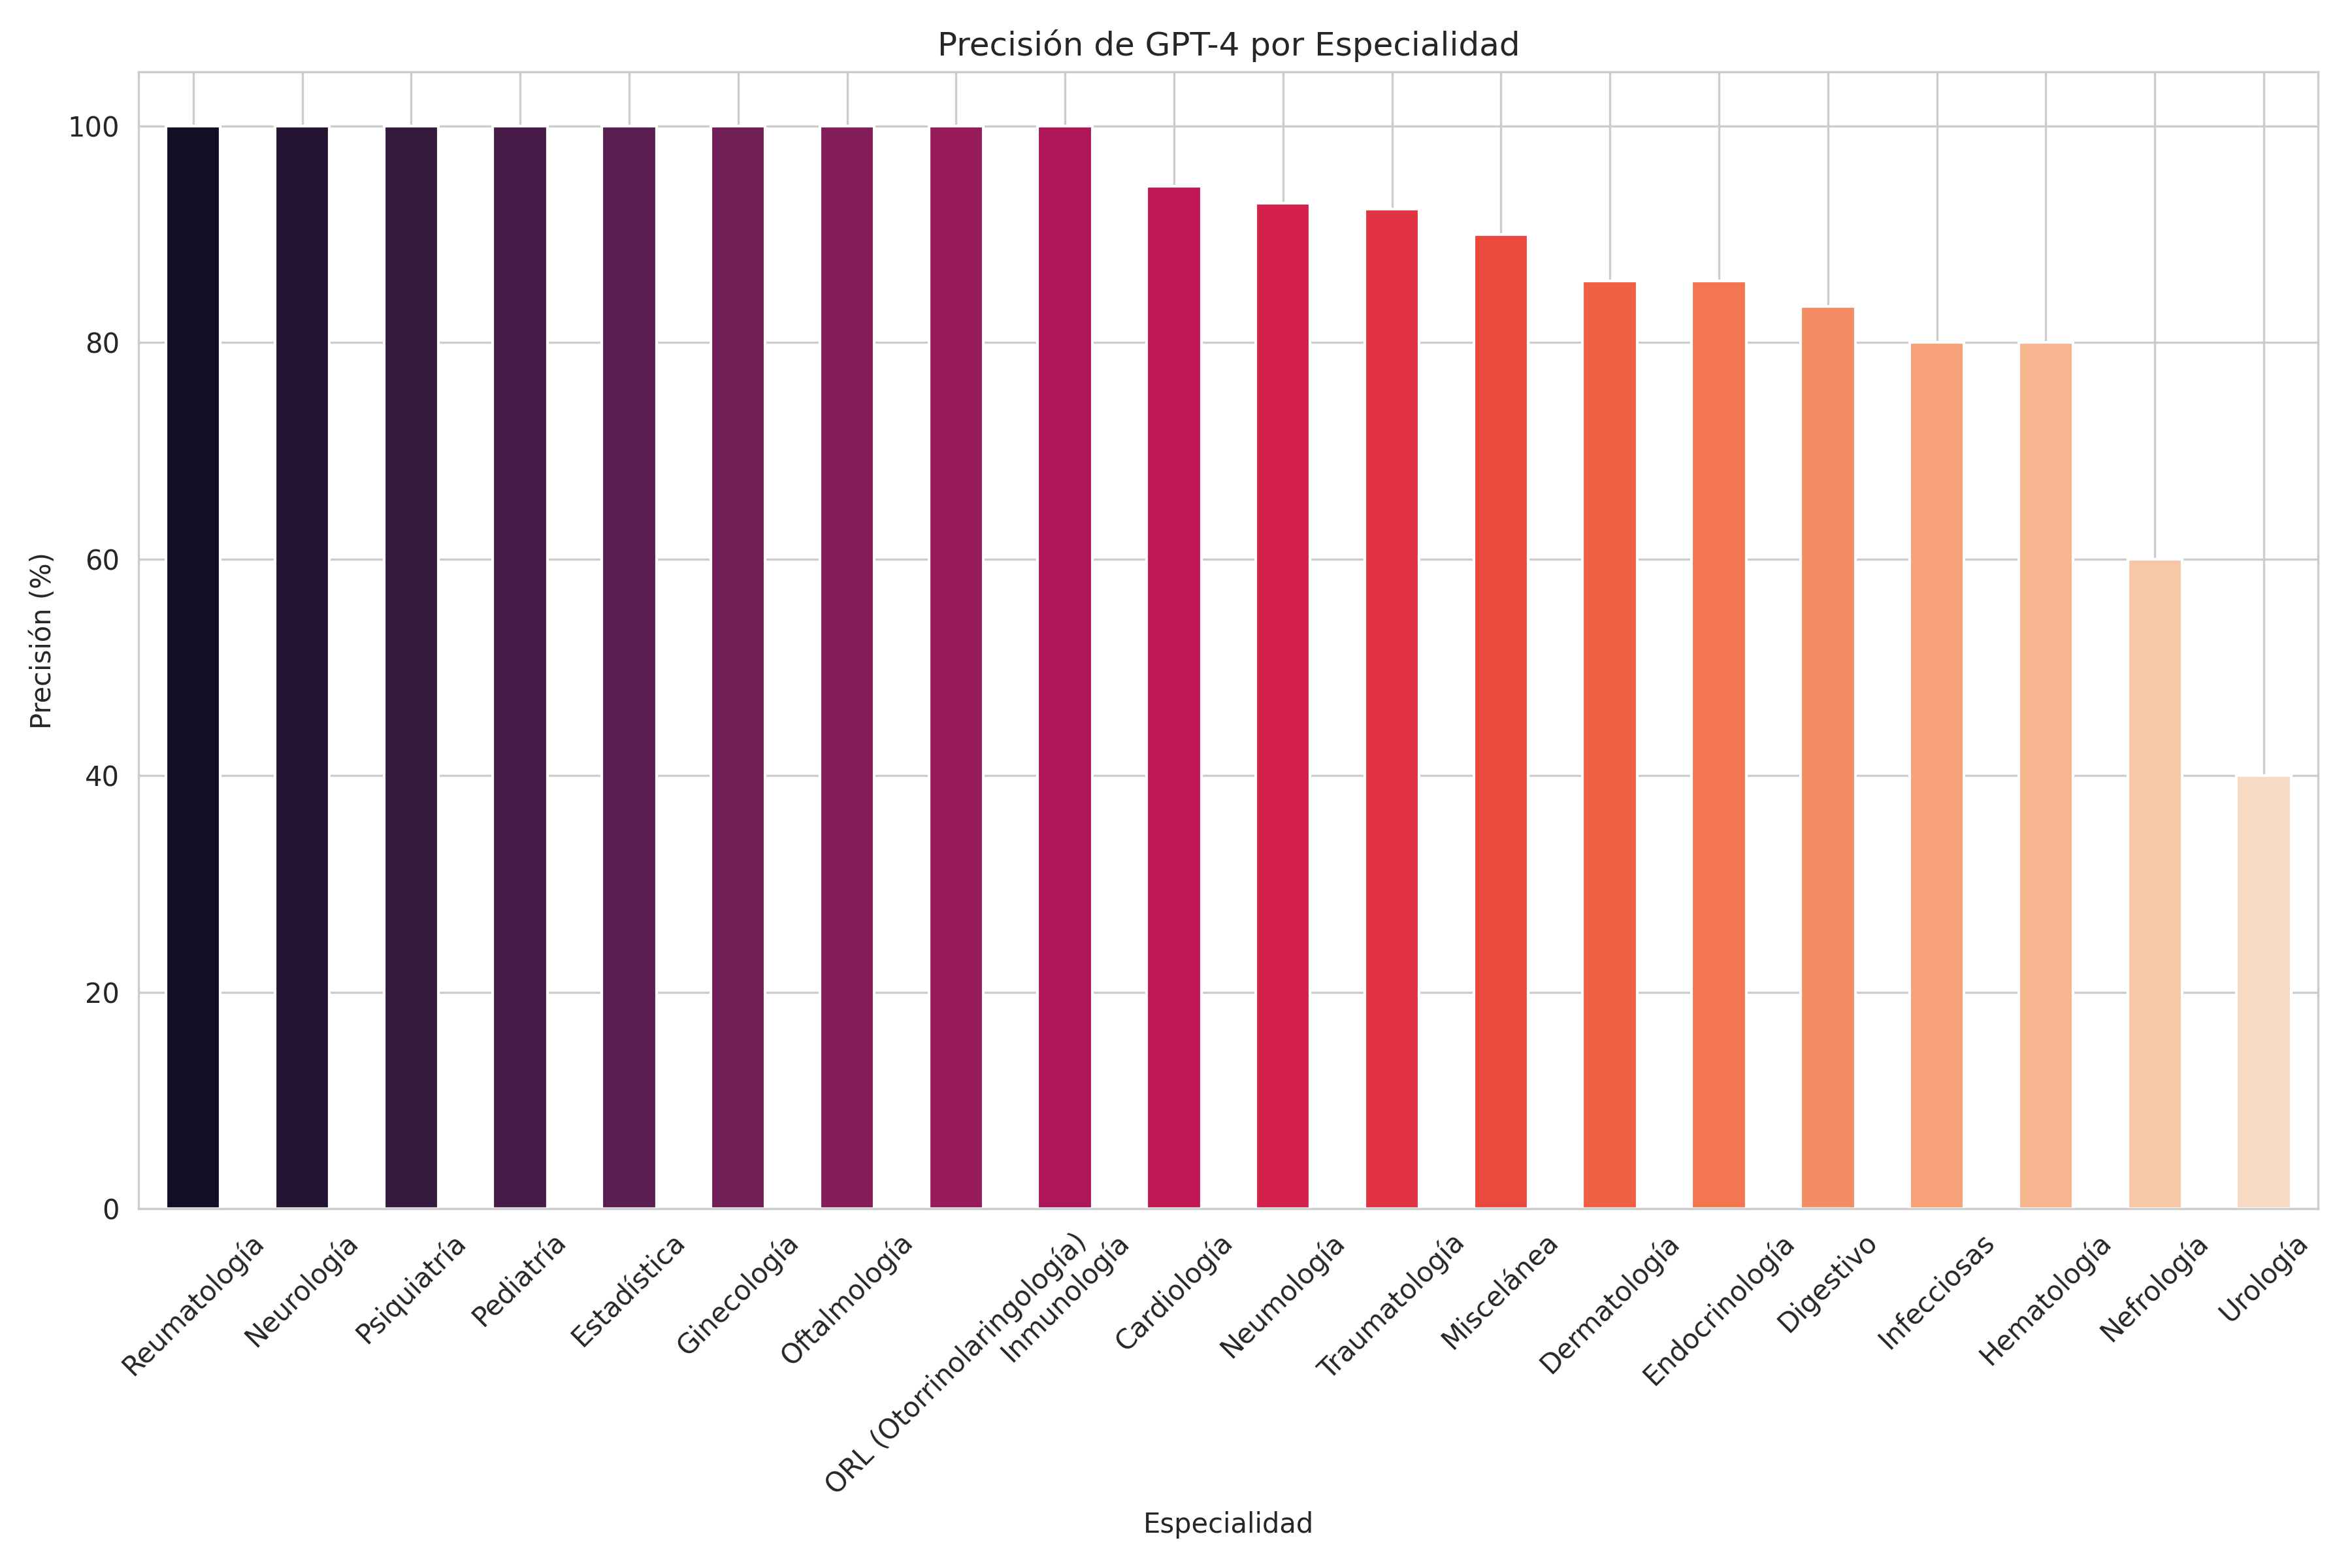 Precisión de GPT-4 por Especialidad
Precisión (%)
100
80
60
40
20
0
Reumatología
Neurología
Psiquiatría
Pediatría
Estadística
Ginecología
Oftalmología
ORL (Otorrinolaringología)
Inmunología
Cardiología
Neumología
Traumatología
Miscelánea
Dermatología
Endocrinología
Digestivo
Infecciosas
Hematología
Nefrología
Urología
Especialidad